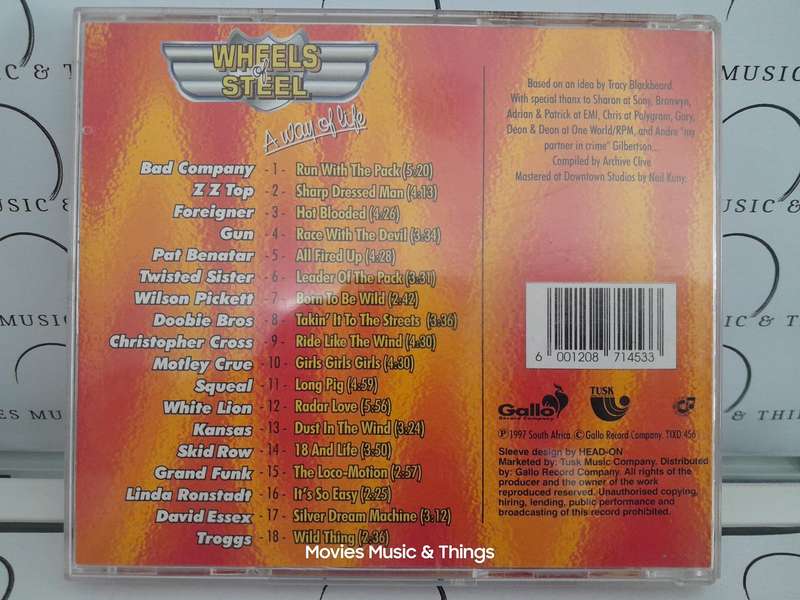 WHEELS
of
STEEL
A way of life
Bad Company - 1 - Run With The Pack (5:20)
Z Z Top - 2 - Sharp Dressed Man (4:13)
Foreigner - 3 - Hot Blooded (4:26)
Gun - 4 - Race With The Devil (3:34)
Pat Benatar - 5 - All Fired Up (4:28)
Twisted Sister - 6 - Leader Of The Pack (3:31)
Wilson Pickett - 7 - Born To Be Wild (2:42)
Doobie Bros - 8 - Takin' It To The Streets (3:36)
Christopher Cross - 9 - Ride Like The Wind (4:30)
Motley Crue - 10 - Girls Girls Girls (4:30)
Squeal - 11 - Long Pig (4:59)
White Lion - 12 - Radar Love (5:56)
Kansas - 13 - Dust In The Wind (3:24)
Skid Row - 14 - 18 And Life (3:50)
Grand Funk - 15 - The Loco-Motion (2:57)
Linda Ronstadt - 16 - It's So Easy (2:25)
David Essex - 17 - Silver Dream Machine (3:12)
Troggs - 18 - Wild Thing (2:36)
Based on an idea by Tracy Blackbeard.
With special thanx to Sharon at Sony, Bronwyn,
Adrian & Patrick at EMI, Chris at Polygram, Gary,
Deon & Deon at One World/RPM, and Andre "my
partner in crime" Gilbertson...
Compiled by Archive Clive
Mastered at Downtown Studios by Neil Kuny.
6 001208 714533
Gallo
Record Company
TUSK
℗ 1997 South Africa. © Gallo Record Company. TIXD 456
Sleeve design by HEAD-ON
Marketed by: Tusk Music Company. Distributed
by: Gallo Record Company. All rights of the
producer and the owner of the work
reproduced reserved. Unauthorised copying,
hiring, lending, public performance and
broadcasting of this record prohibited.
Movies Music & Things